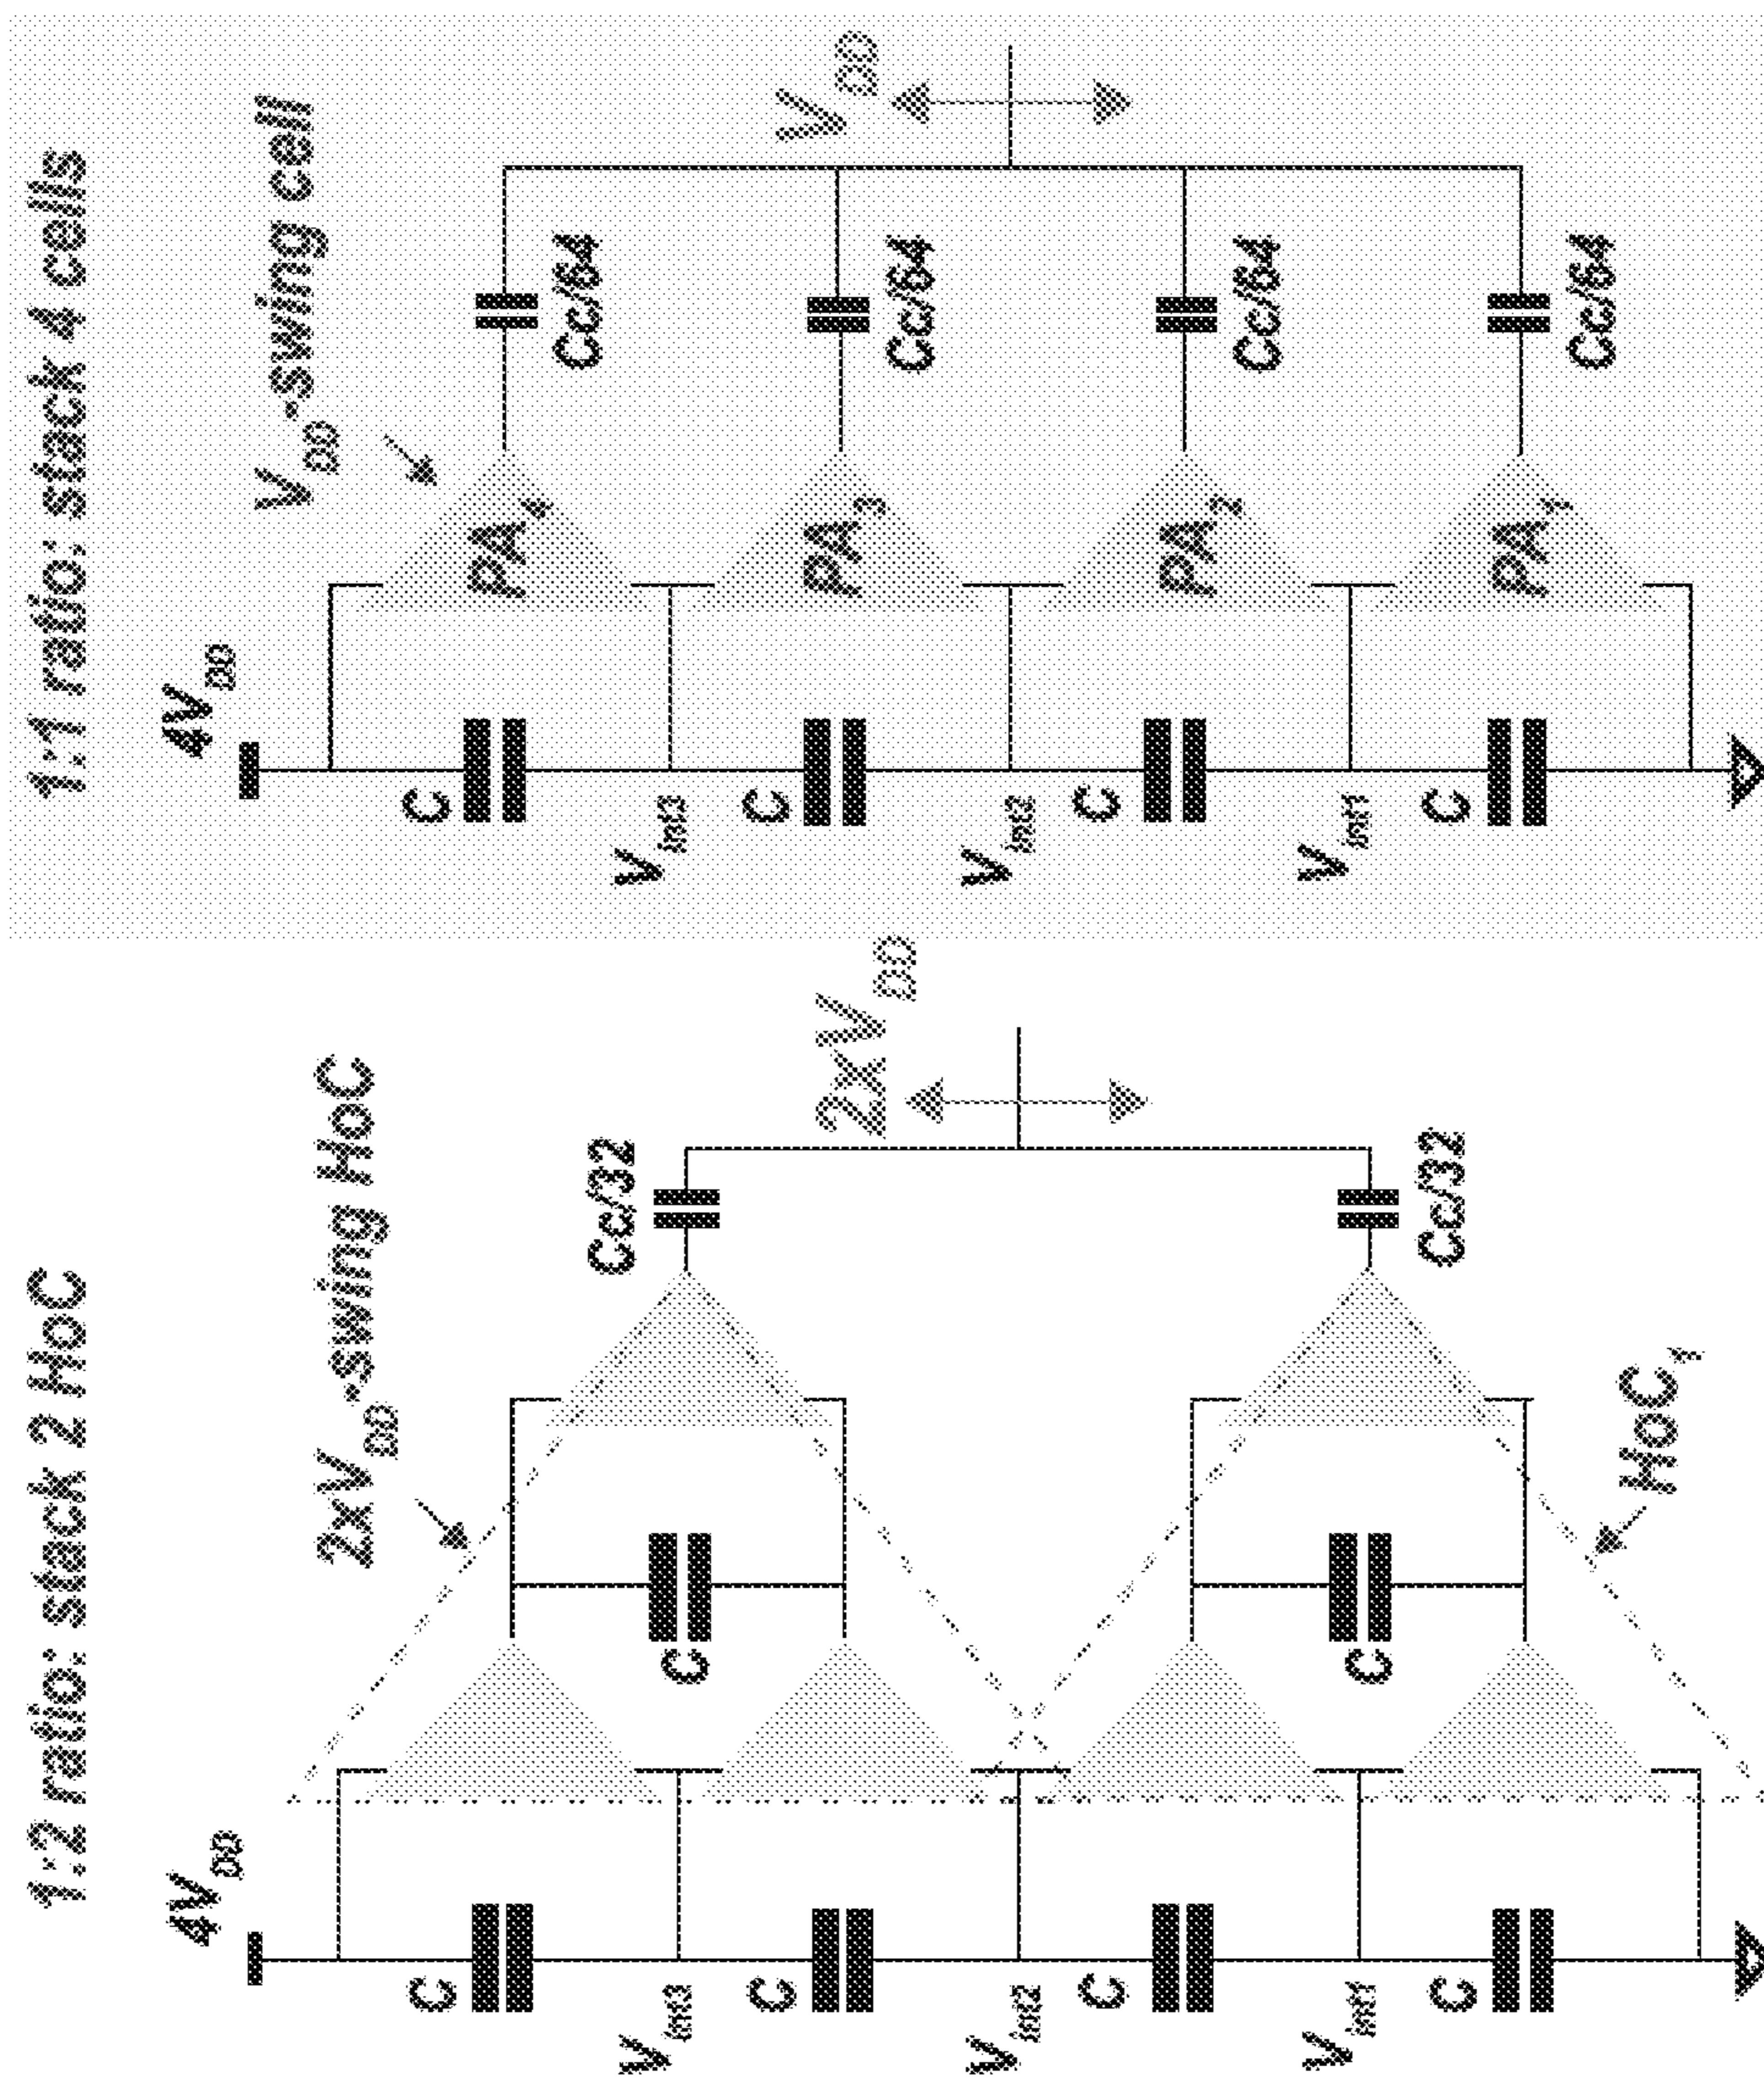 1:2 ratio: stack 2 HoC
4V_DD
2xV_DD-swing HoC
C
C
C
C
V_int3
V_int2
V_int1
C
C
Cc/32
Cc/32
2xV_DD
HoC_1
1:1 ratio: stack 4 cells
4V_DD
V_DD-swing cell
C
C
C
C
V_int3
V_int2
V_int1
PA_4
PA_3
PA_2
PA_1
Cc/64
Cc/64
Cc/64
Cc/64
V_DD